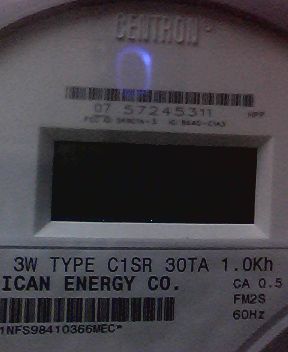 CENTRON
07 57245311
3W TYPE C1SR 30TA 1.0Kh
ICAN ENERGY CO.
CA 0.5
FM2S
60Hz
1NFS98410366MEC*